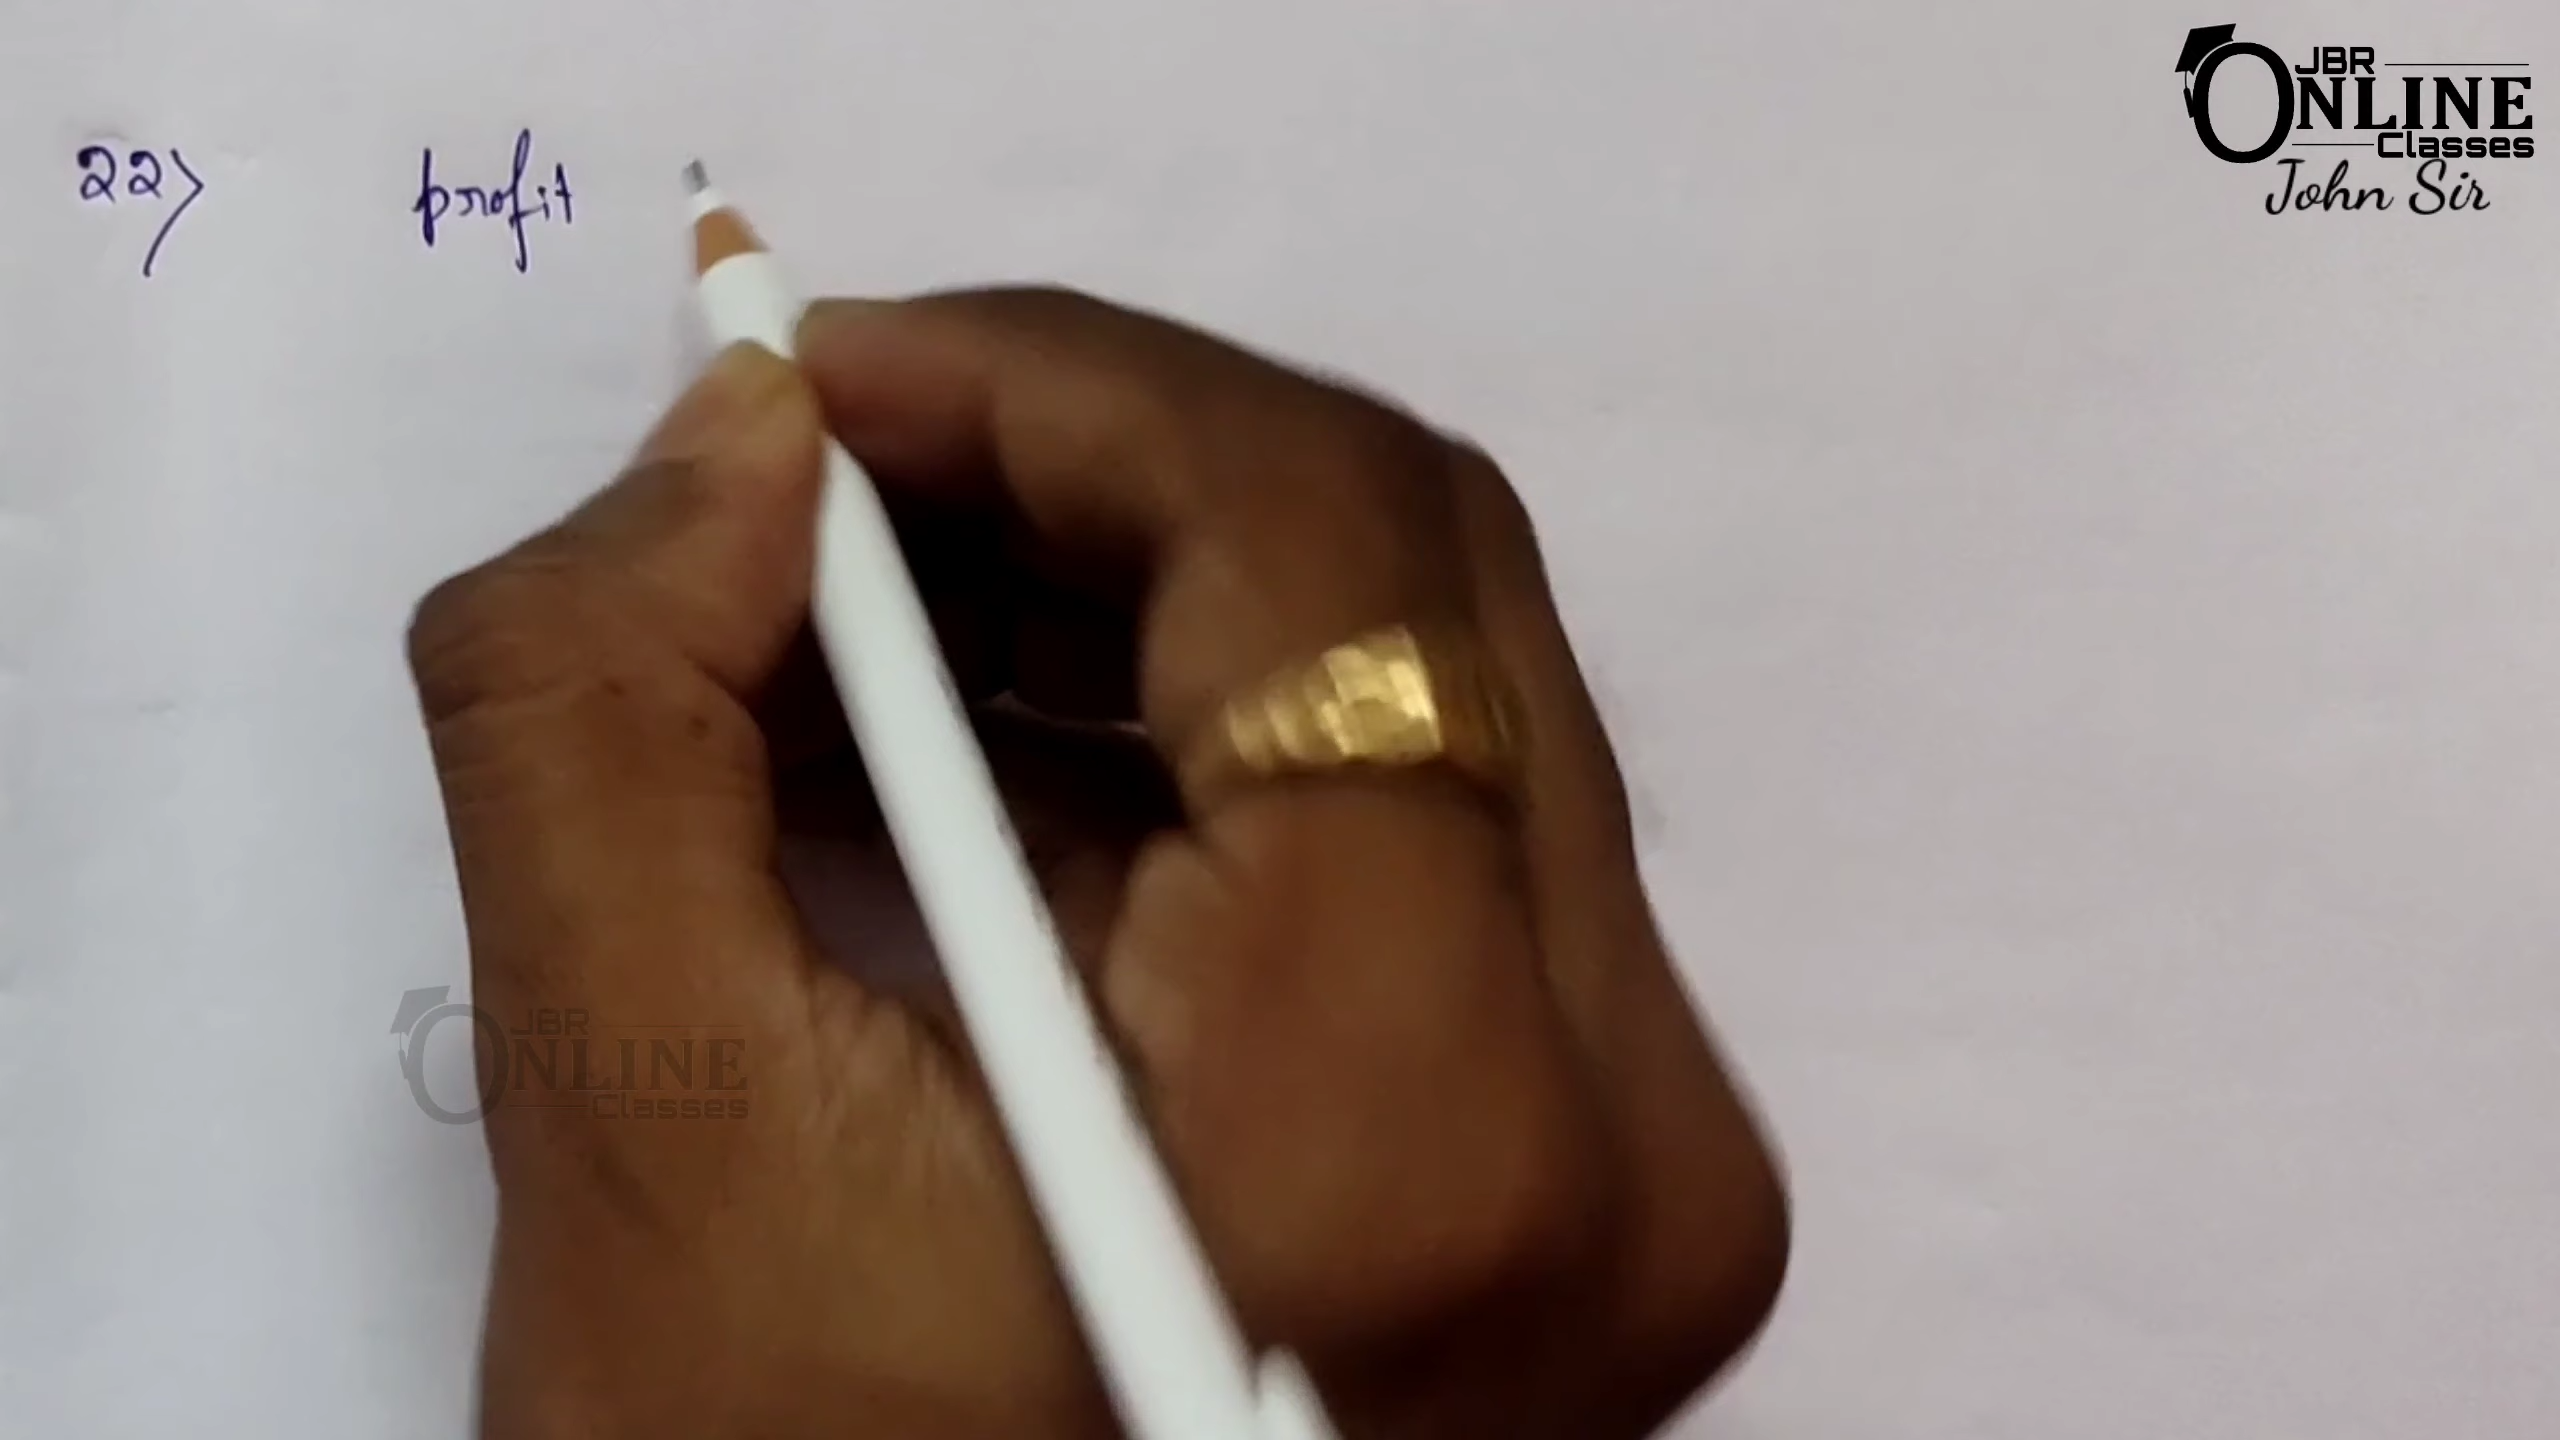 22) profit
JBR
ONLINE
Classes
John Sir
JBR
ONLINE
Classes